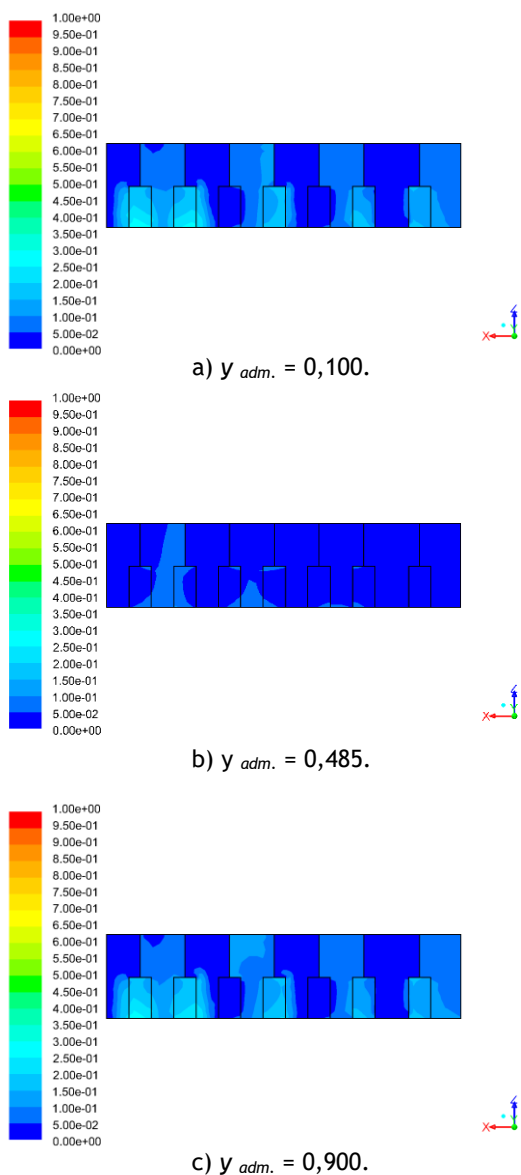 1.00e+00
9.50e-01
9.00e-01
8.50e-01
8.00e-01
7.50e-01
7.00e-01
6.50e-01
6.00e-01
5.50e-01
5.00e-01
4.50e-01
4.00e-01
3.50e-01
3.00e-01
2.50e-01
2.00e-01
1.50e-01
1.00e-01
5.00e-02
0.00e+00
Z
X Y
a) y adm. = 0,100.
1.00e+00
9.50e-01
9.00e-01
8.50e-01
8.00e-01
7.50e-01
7.00e-01
6.50e-01
6.00e-01
5.50e-01
5.00e-01
4.50e-01
4.00e-01
3.50e-01
3.00e-01
2.50e-01
2.00e-01
1.50e-01
1.00e-01
5.00e-02
0.00e+00
Z
X Y
b) y adm. = 0,485.
1.00e+00
9.50e-01
9.00e-01
8.50e-01
8.00e-01
7.50e-01
7.00e-01
6.50e-01
6.00e-01
5.50e-01
5.00e-01
4.50e-01
4.00e-01
3.50e-01
3.00e-01
2.50e-01
2.00e-01
1.50e-01
1.00e-01
5.00e-02
0.00e+00
Z
X Y
c) y adm. = 0,900.